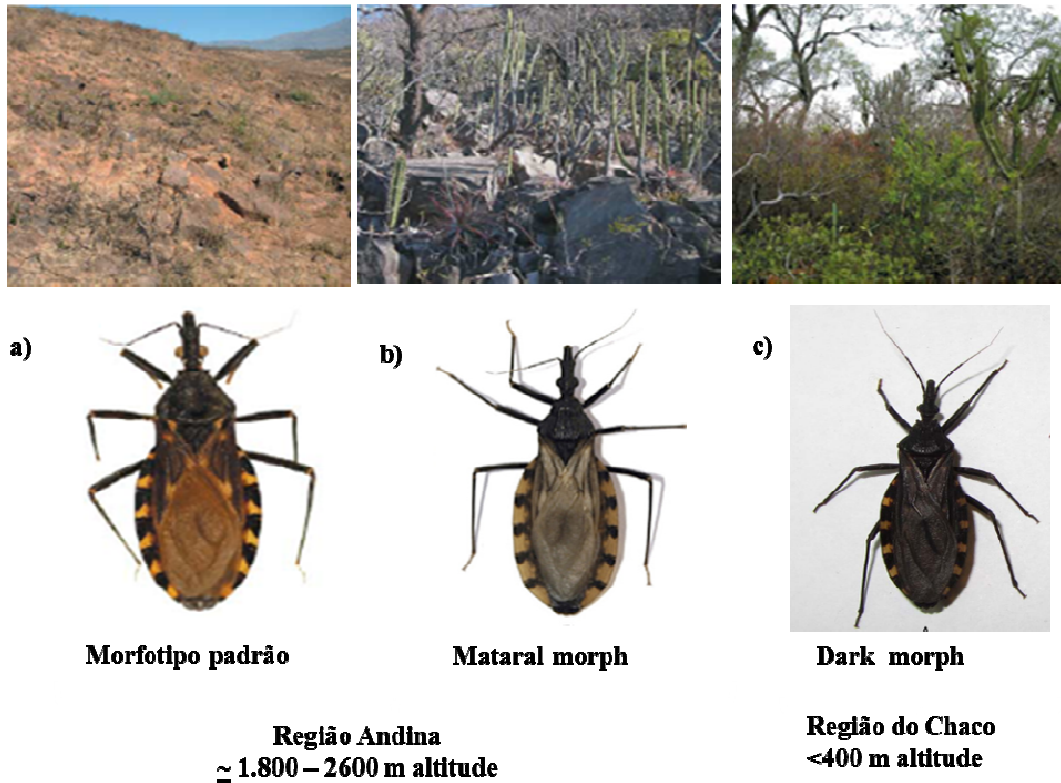 a)
b)
c)
Morfotipo padrão
Mataral morph
Dark morph
Região Andina
≃ 1.800 – 2600 m altitude
Região do Chaco
<400 m altitude